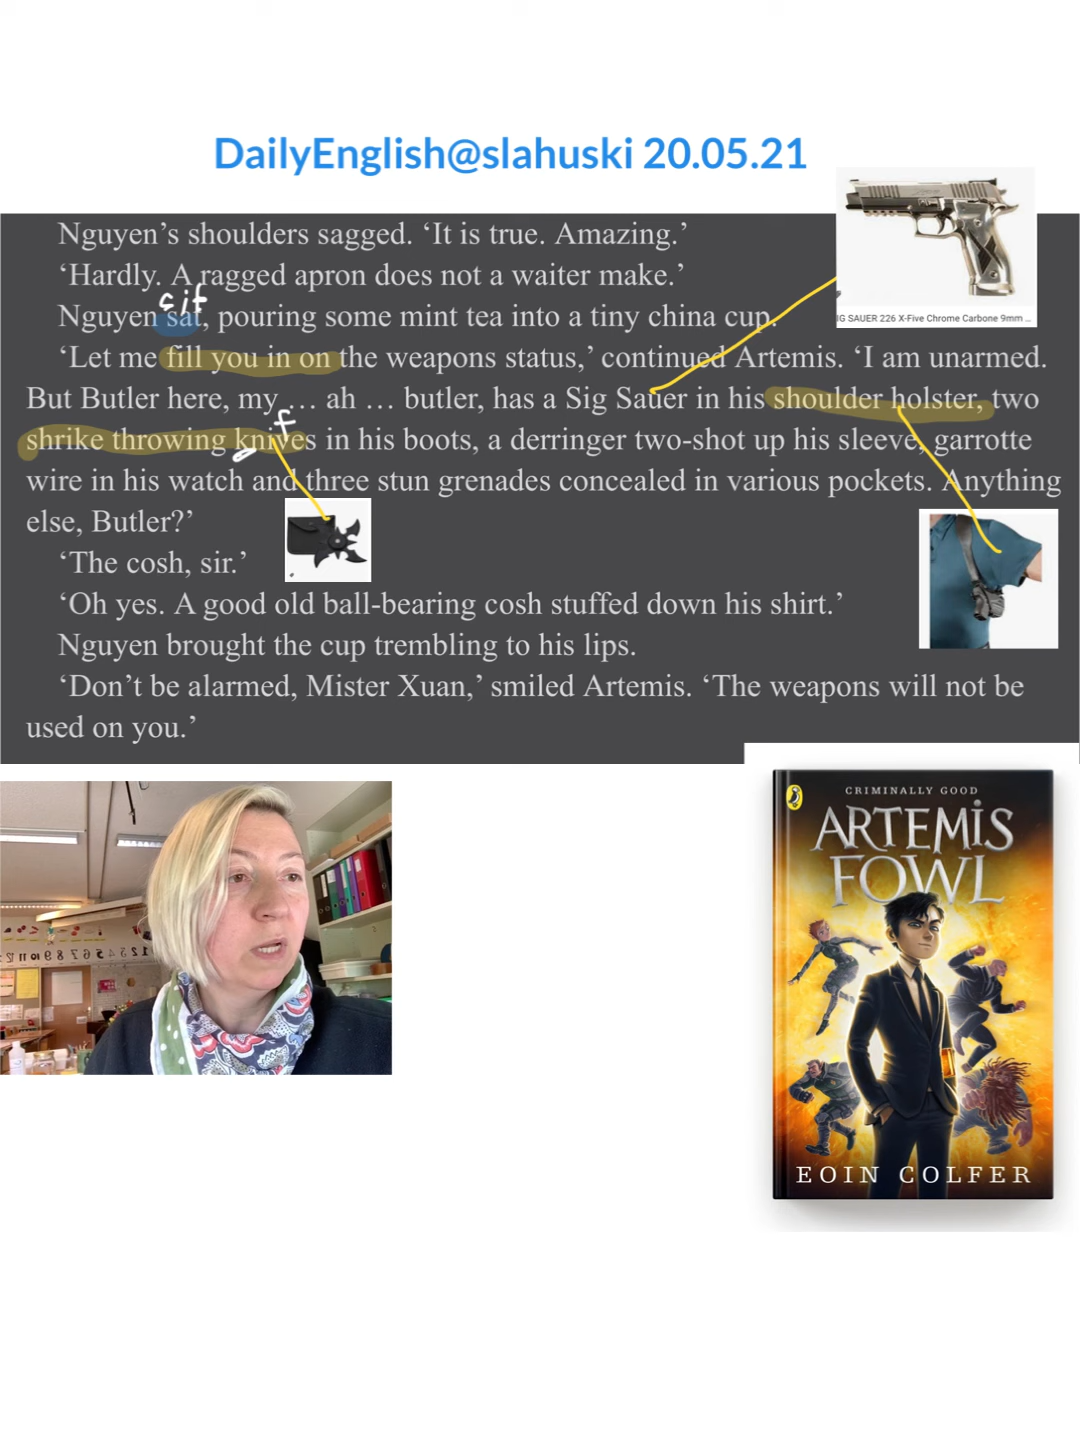 DailyEnglish@slahuski 20.05.21
Nguyen’s shoulders sagged. ‘It is true. Amazing.’
‘Hardly. A ragged apron does not a waiter make.’
sit
Nguyen sat, pouring some mint tea into a tiny china cup.
IG SAUER 226 X-Five Chrome Carbone 9mm ...
‘Let me fill you in on the weapons status,’ continued Artemis. ‘I am unarmed.
But Butler here, my … ah … butler, has a Sig Sauer in his shoulder holster, two
f
shrike throwing knives in his boots, a derringer two-shot up his sleeve, garrotte
wire in his watch and three stun grenades concealed in various pockets. Anything
else, Butler?’
‘The cosh, sir.’
‘Oh yes. A good old ball-bearing cosh stuffed down his shirt.’
Nguyen brought the cup trembling to his lips.
‘Don’t be alarmed, Mister Xuan,’ smiled Artemis. ‘The weapons will not be
used on you.’
CRIMINALLY GOOD
ARTEMIS
FOWL
EOIN COLFER